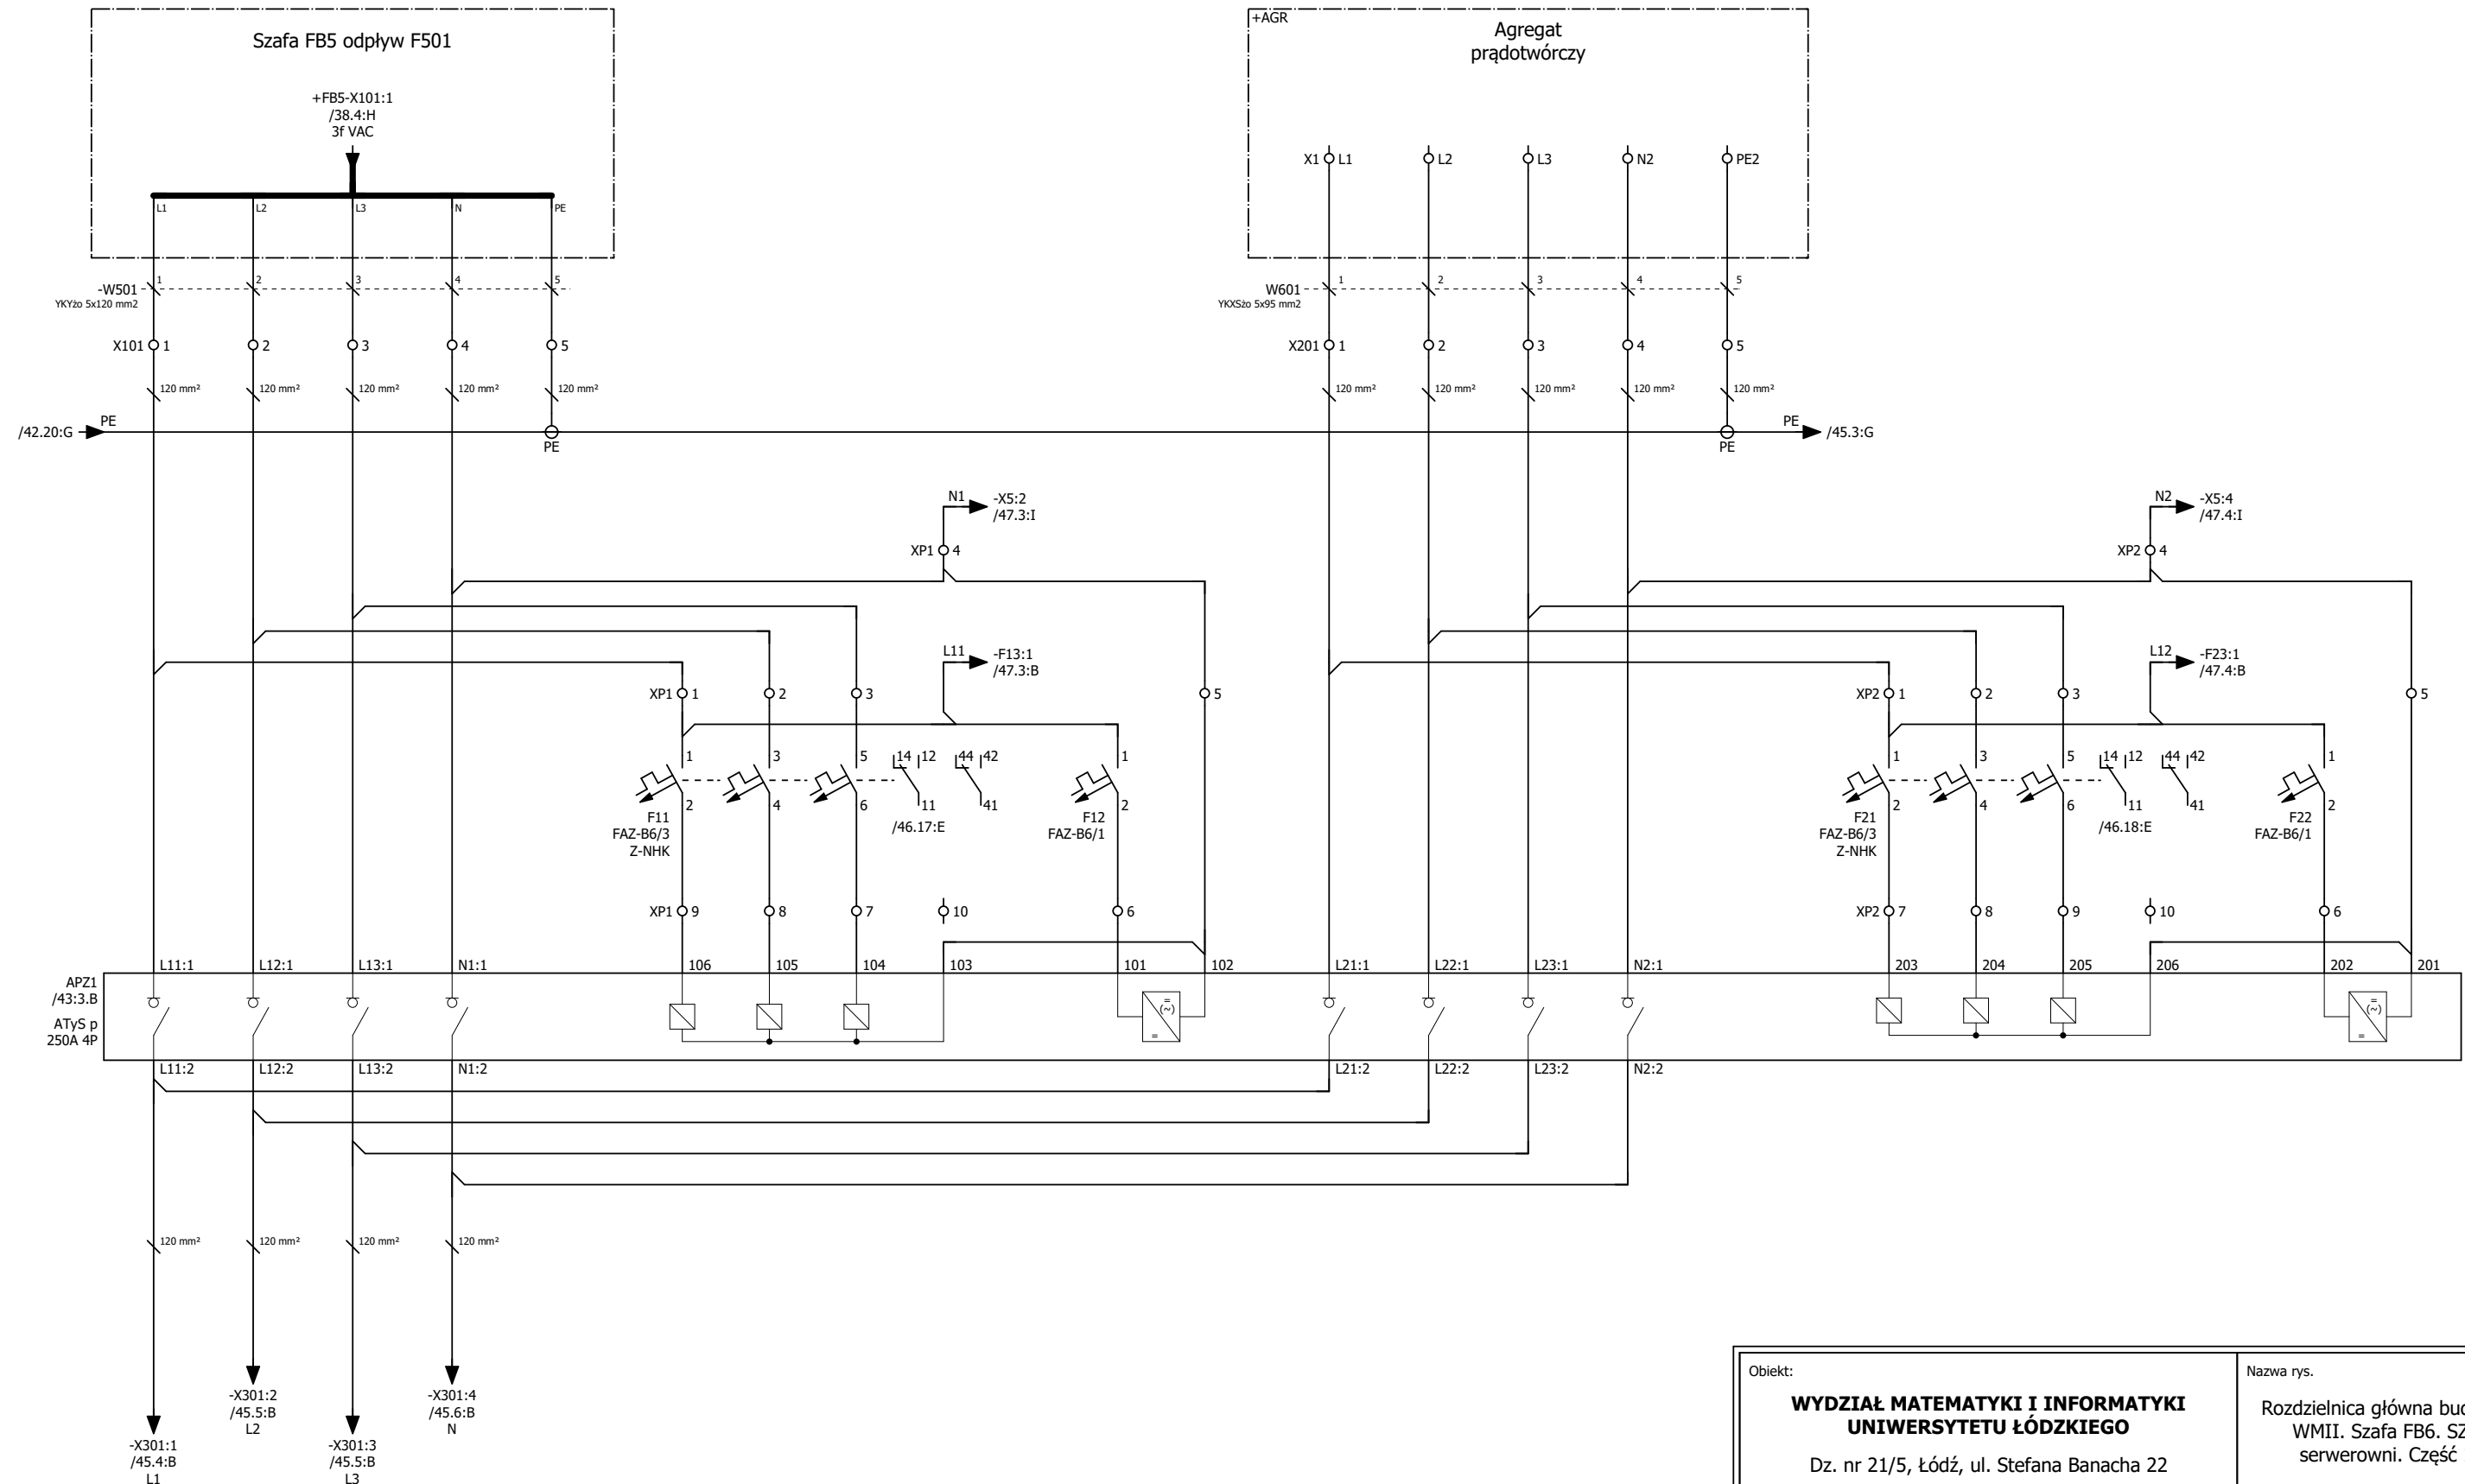 Szafa FB5 odpływ F501
+FB5-X101:1
/38.4:H
3f VAC
L1 L2 L3 N PE
-W501 1 2 3 4 5
YKYżo 5x120 mm2
X101 1 2 3 4 5
120 mm² 120 mm² 120 mm² 120 mm² 120 mm²
+AGR
Agregat
prądotwórczy
X1 L1 L2 L3 N2 PE2
W601 1 2 3 4 5
YKXSżo 5x95 mm2
X201 1 2 3 4 5
120 mm² 120 mm² 120 mm² 120 mm² 120 mm²
/42.20:G PE PE PE PE /45.3:G
N1 -X5:2
/47.3:I
XP1 4
L11 -F13:1
/47.3:B
XP1 1 2 3 5
1 3 5 14 12 44 42 1
2 4 6 11 41 2
F11
FAZ-B6/3
Z-NHK
/46.17:E
F12
FAZ-B6/1
XP1 9 8 7 10 6
N2 -X5:4
/47.4:I
XP2 4
L12 -F23:1
/47.4:B
XP2 1 2 3 5
1 3 5 14 12 44 42 1
2 4 6 11 41 2
F21
FAZ-B6/3
Z-NHK
/46.18:E
F22
FAZ-B6/1
XP2 7 8 9 10 6
L11:1 L12:1 L13:1 N1:1 106 105 104 103 101 102 L21:1 L22:1 L23:1 N2:1 203 204 205 206 202 201
APZ1
/43:3.B
ATyS p
250A 4P
= (~) =
= (~) =
L11:2 L12:2 L13:2 N1:2 L21:2 L22:2 L23:2 N2:2
120 mm² 120 mm² 120 mm² 120 mm²
-X301:1
/45.4:B
L1
-X301:2
/45.5:B
L2
-X301:3
/45.5:B
L3
-X301:4
/45.6:B
N
Obiekt:
WYDZIAŁ MATEMATYKI I INFORMATYKI
UNIWERSYTETU ŁÓDZKIEGO
Dz. nr 21/5, Łódź, ul. Stefana Banacha 22
Nazwa rys.
Rozdzielnica główna
WMII. Szafa FB6.
serwerowni. Część